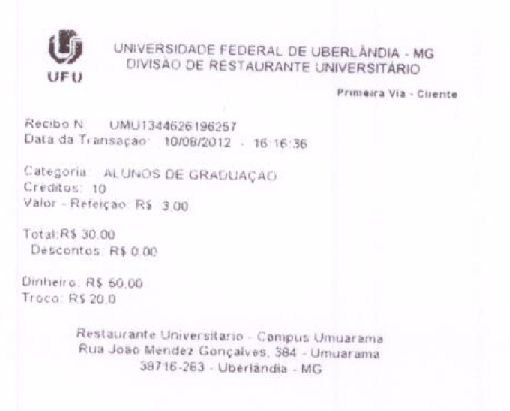 UFU
UNIVERSIDADE FEDERAL DE UBERLÂNDIA - MG
DIVISÃO DE RESTAURANTE UNIVERSITÁRIO
Primeira Via - Cliente
Recibo N. UMU1344626196257
Data da Transação: 10/08/2012 - 16:16:36
Categoria: ALUNOS DE GRADUAÇÃO
Créditos: 10
Valor - Refeição: R$ 3.00
Total:R$ 30.00
Descontos: R$ 0.00
Dinheiro: R$ 50.00
Troco: R$ 20.0
Restaurante Universitario - Campus Umuarama
Rua João Mendez Gonçalves, 384 - Umuarama
38716-263 - Uberlândia - MG